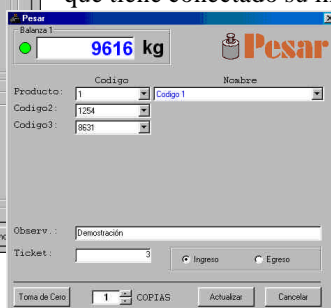 que tiene conectado su
Pesar
Balanza 1
9616 kg
Pesar
Codigo Nombre
Producto: 1 Codigo 1
Codigo2: 1254
Codigo3: 8631
Observ.: Demostración
Ticket: 3 Ingreso Egreso
Toma de Cero 1 COPIAS Actualizar Cancelar